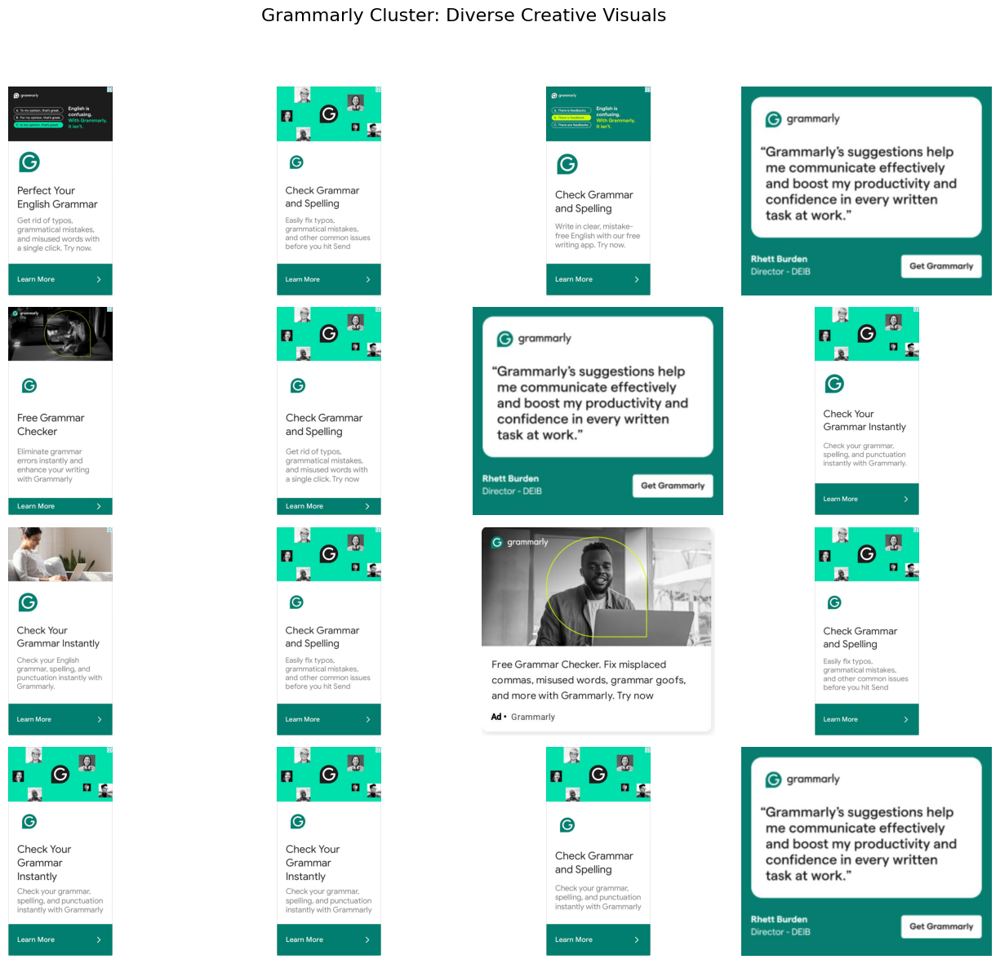 Grammarly Cluster: Diverse Creative Visuals
grammarly
A. To my opinion, that's great.
B. For my opinion, that's great.
C. In my opinion, that's great.
English is
confusing.
With Grammarly,
it isn't.
Perfect Your
English Grammar
Get rid of typos,
grammatical mistakes,
and misused words with
a single click. Try now.
Learn More
Check Grammar
and Spelling
Easily fix typos,
grammatical mistakes,
and other common issues
before you hit Send
Learn More
grammarly
A. There is feedbacks.
B. There is feedback.
C. There are feedbacks.
English is
confusing.
With Grammarly,
it isn't.
Check Grammar
and Spelling
Write in clear, mistake-
free English with our free
writing app. Try now.
Learn More
grammarly
“Grammarly’s suggestions help
me communicate effectively
and boost my productivity and
confidence in every written
task at work.”
Rhett Burden
Director - DEIB
Get Grammarly
grammarly
Free Grammar
Checker
Eliminate grammar
errors instantly and
enhance your writing
with Grammarly
Learn More
Check Grammar
and Spelling
Get rid of typos,
grammatical mistakes,
and misused words with
a single click. Try now
Learn More
grammarly
“Grammarly’s suggestions help
me communicate effectively
and boost my productivity and
confidence in every written
task at work.”
Rhett Burden
Director - DEIB
Get Grammarly
Check Your
Grammar Instantly
Check your grammar,
spelling, and punctuation
instantly with Grammarly.
Learn More
Check Your
Grammar Instantly
Check your English
grammar, spelling, and
punctuation instantly with
Grammarly.
Learn More
Check Grammar
and Spelling
Easily fix typos,
grammatical mistakes,
and other common issues
before you hit Send
Learn More
grammarly
Free Grammar Checker. Fix misplaced
commas, misused words, grammar goofs,
and more with Grammarly. Try now
Ad • Grammarly
Check Grammar
and Spelling
Easily fix typos,
grammatical mistakes,
and other common issues
before you hit Send
Learn More
Check Your
Grammar
Instantly
Check your grammar,
spelling, and punctuation
instantly with Grammarly
Learn More
Check Your
Grammar
Instantly
Check your grammar,
spelling, and punctuation
instantly with Grammarly
Learn More
Check Grammar
and Spelling
Check your grammar,
spelling, and punctuation
instantly with Grammarly
Learn More
grammarly
“Grammarly’s suggestions help
me communicate effectively
and boost my productivity and
confidence in every written
task at work.”
Rhett Burden
Director - DEIB
Get Grammarly